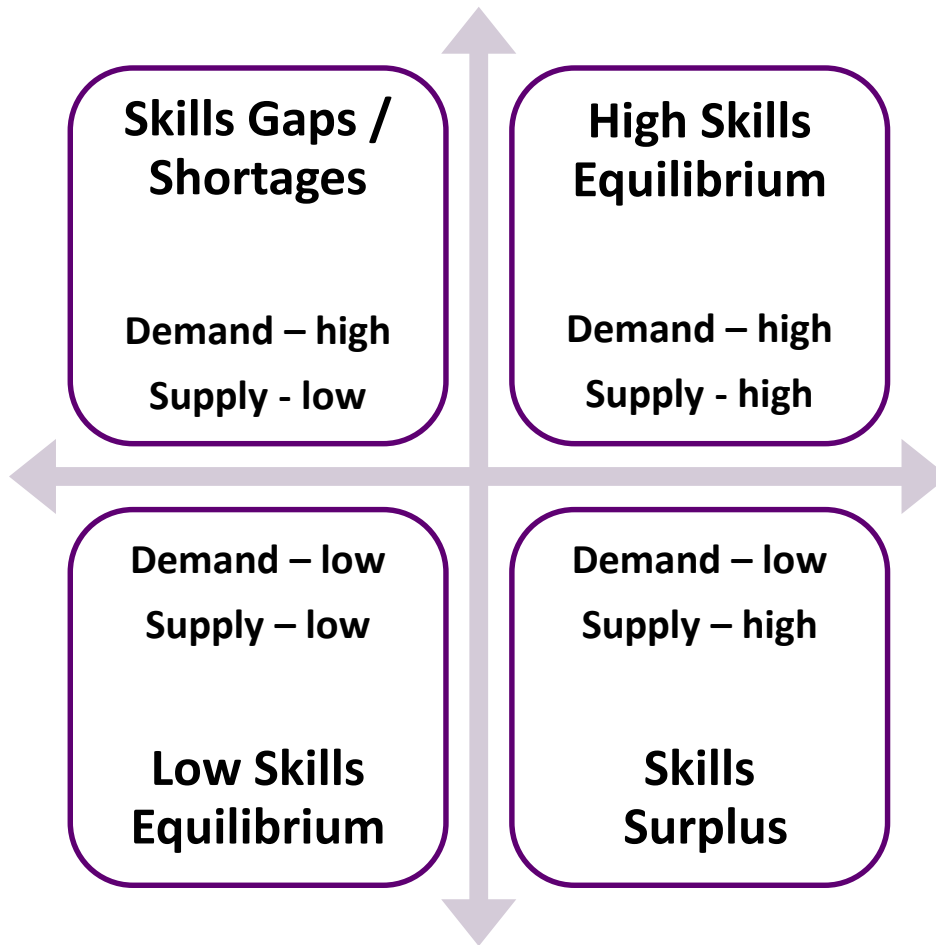 Skills Gaps /
Shortages
Demand – high
Supply - low
High Skills
Equilibrium
Demand – high
Supply - high
Demand – low
Supply – low
Low Skills
Equilibrium
Demand – low
Supply – high
Skills
Surplus